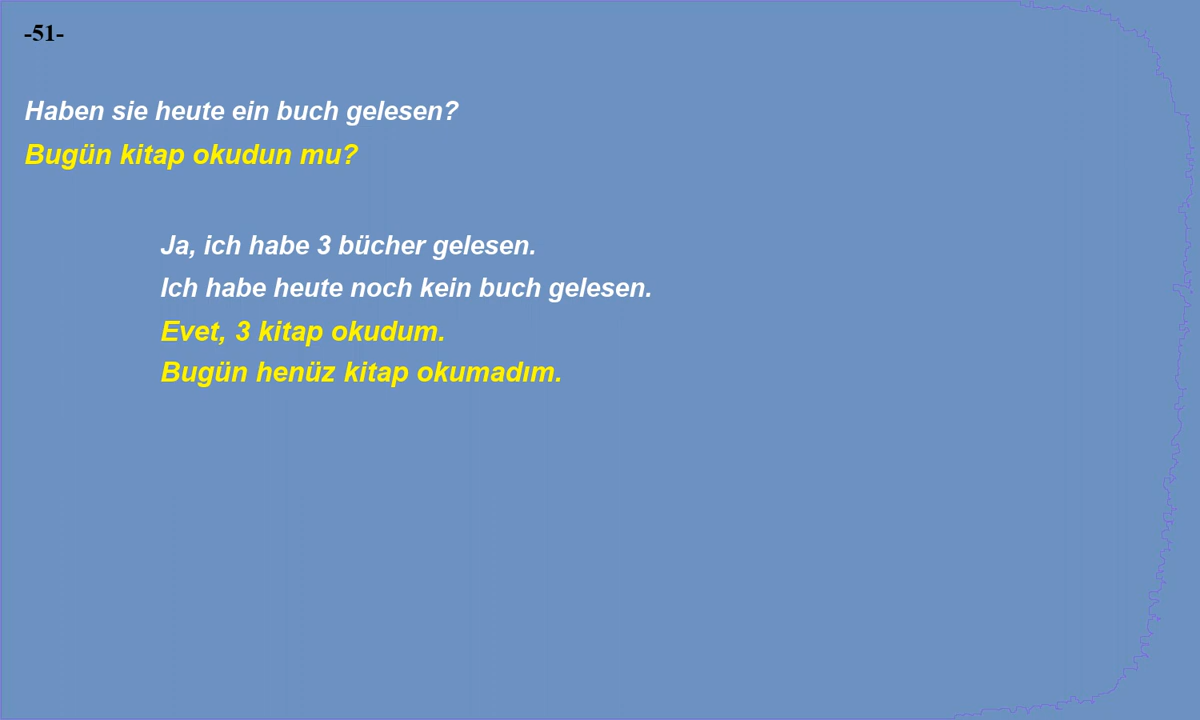 -51-
Haben sie heute ein buch gelesen?
Bugün kitap okudun mu?
Ja, ich habe 3 bücher gelesen.
Ich habe heute noch kein buch gelesen.
Evet, 3 kitap okudum.
Bugün henüz kitap okumadım.